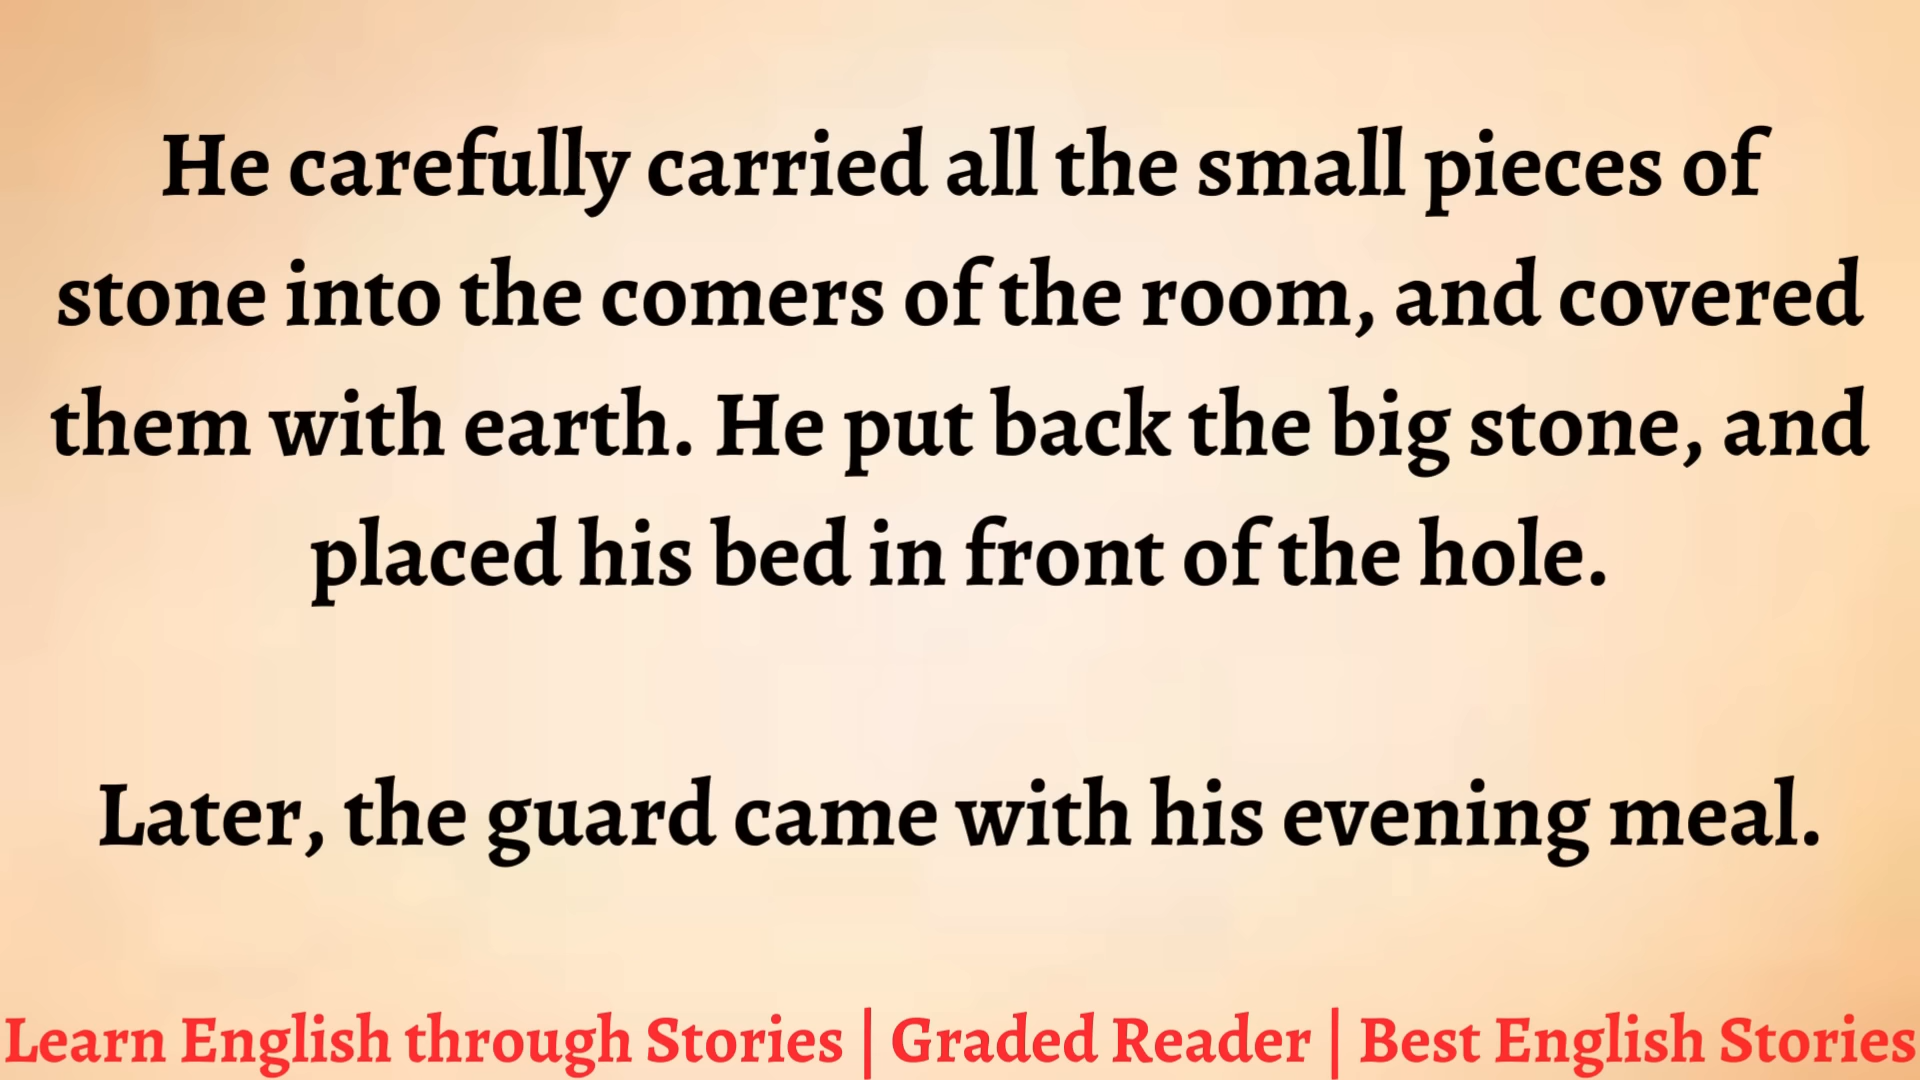 He carefully carried all the small pieces of
stone into the comers of the room, and covered
them with earth. He put back the big stone, and
placed his bed in front of the hole.
Later, the guard came with his evening meal.
Learn English through Stories | Graded Reader | Best English Stories